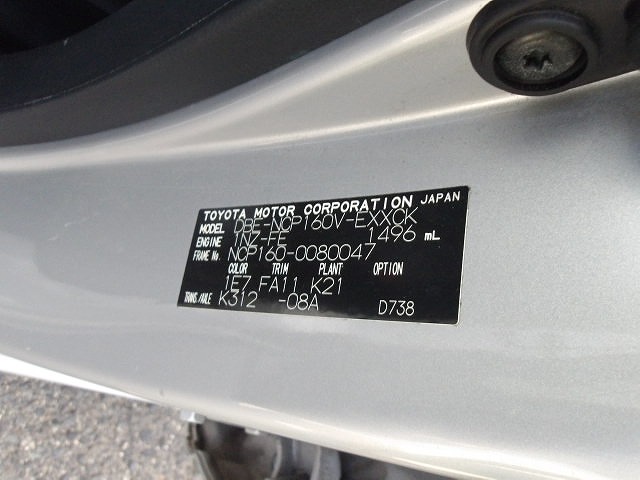 TOYOTA MOTOR CORPORATION JAPAN
MODEL DBE-NCP160V-EXXCK
ENGINE 1NZ-FE 1496 mL
FRAME No. NCP160-0080047
COLOR TRIM PLANT OPTION
1E7 FA11 K21
TRANS./AXLE K312 -08A D738